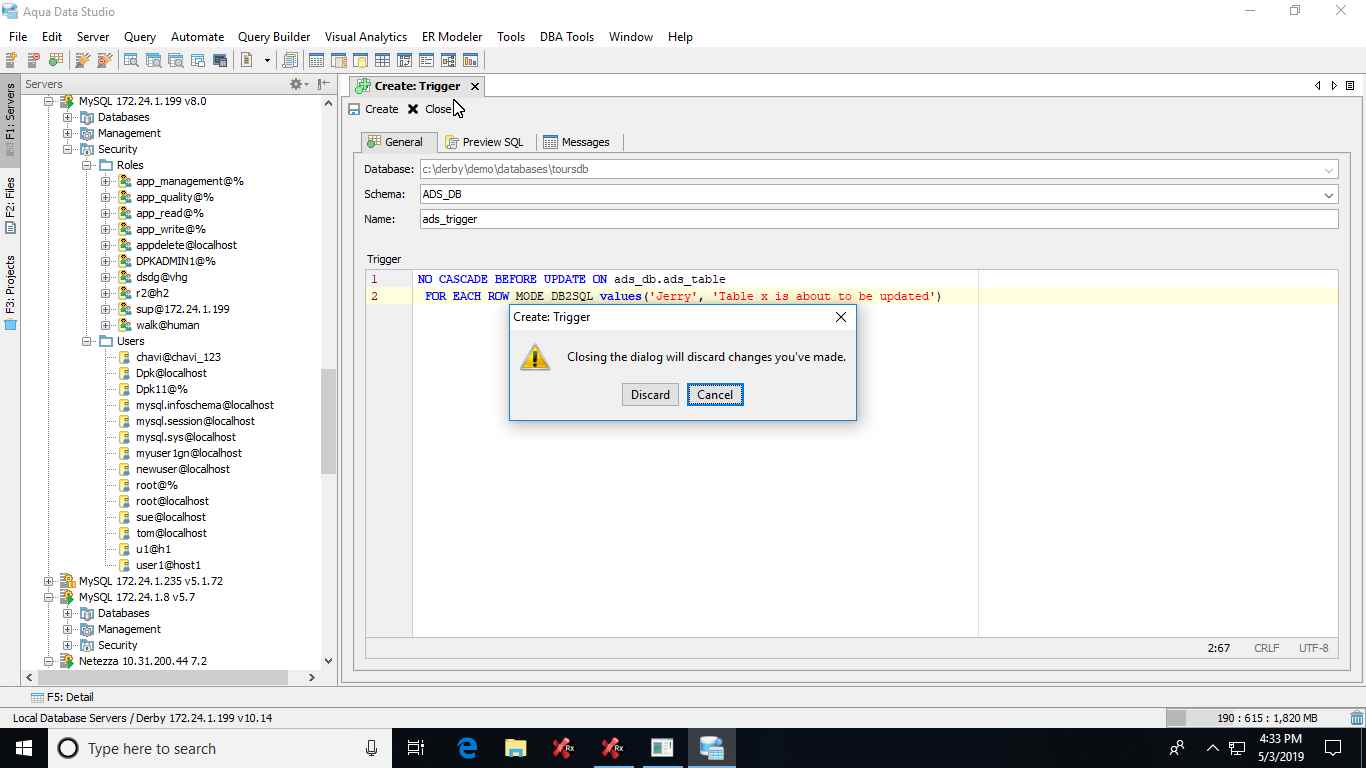 Aqua Data Studio
File Edit Server Query Automate Query Builder Visual Analytics ER Modeler Tools DBA Tools Window Help
F1: Servers
F2: Files
F3: Projects
Servers
MySQL 172.24.1.199 v8.0
Databases
Management
Security
Roles
app_management@%
app_quality@%
app_read@%
app_write@%
appdelete@localhost
DPKADMIN1@%
dsdg@vhg
r2@h2
sup@172.24.1.199
walk@human
Users
chavi@chavi_123
Dpk@localhost
Dpk11@%
mysql.infoschema@localhost
mysql.session@localhost
mysql.sys@localhost
myuser1gn@localhost
newuser@localhost
root@%
root@localhost
sue@localhost
tom@localhost
u1@h1
user1@host1
MySQL 172.24.1.235 v5.1.72
MySQL 172.24.1.8 v5.7
Databases
Management
Security
Netezza 10.31.200.44 7.2
Create: Trigger
Create Close
General Preview SQL Messages
Database: c:\derby\demo\databases\toursdb
Schema: ADS_DB
Name: ads_trigger
Trigger
1 NO CASCADE BEFORE UPDATE ON ads_db.ads_table
2 FOR EACH ROW MODE DB2SQL values('Jerry', 'Table x is about to be updated')
Create: Trigger
Closing the dialog will discard changes you've made.
Discard Cancel
2:67 CRLF UTF-8
F5: Detail
Local Database Servers / Derby 172.24.1.199 v10.14
190 : 615 : 1,820 MB
Type here to search
Rx
Rx
4:33 PM
5/3/2019